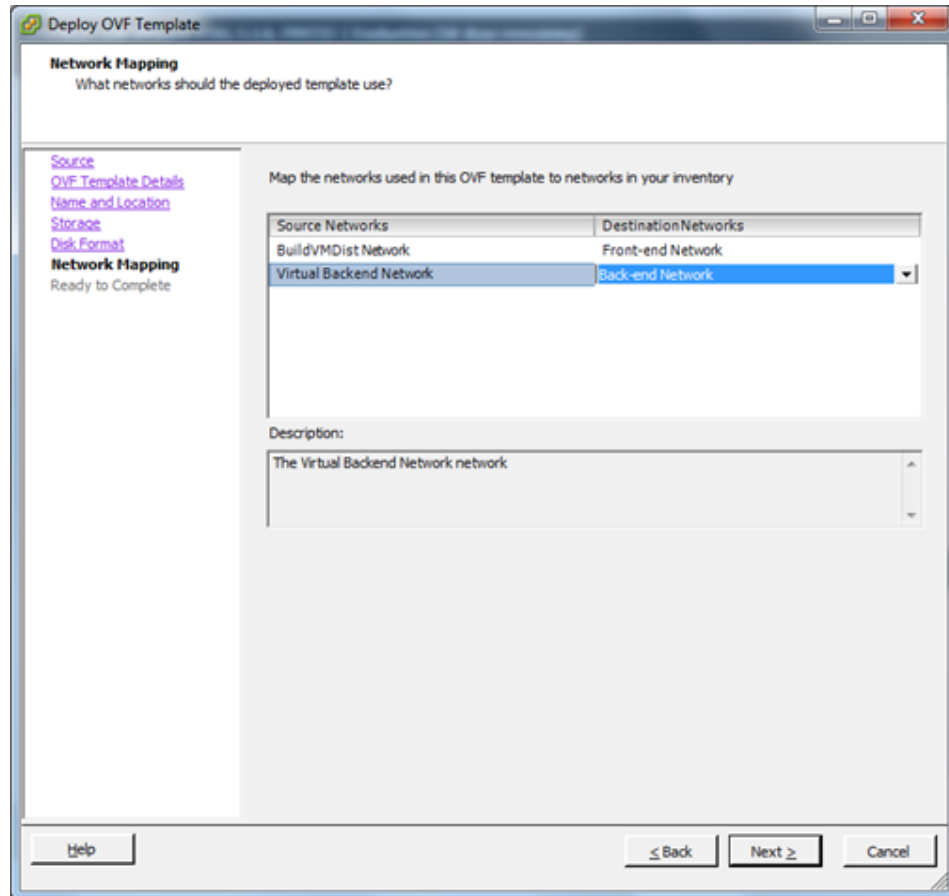 Deploy OVF Template
Network Mapping
What networks should the deployed template use?
Source
OVF Template Details
Name and Location
Storage
Disk Format
Network Mapping
Ready to Complete
Map the networks used in this OVF template to networks in your inventory
Source Networks Destination Networks
BuildVMDist Network Front-end Network
Virtual Backend Network Back-end Network
Description:
The Virtual Backend Network network
Help < Back Next > Cancel